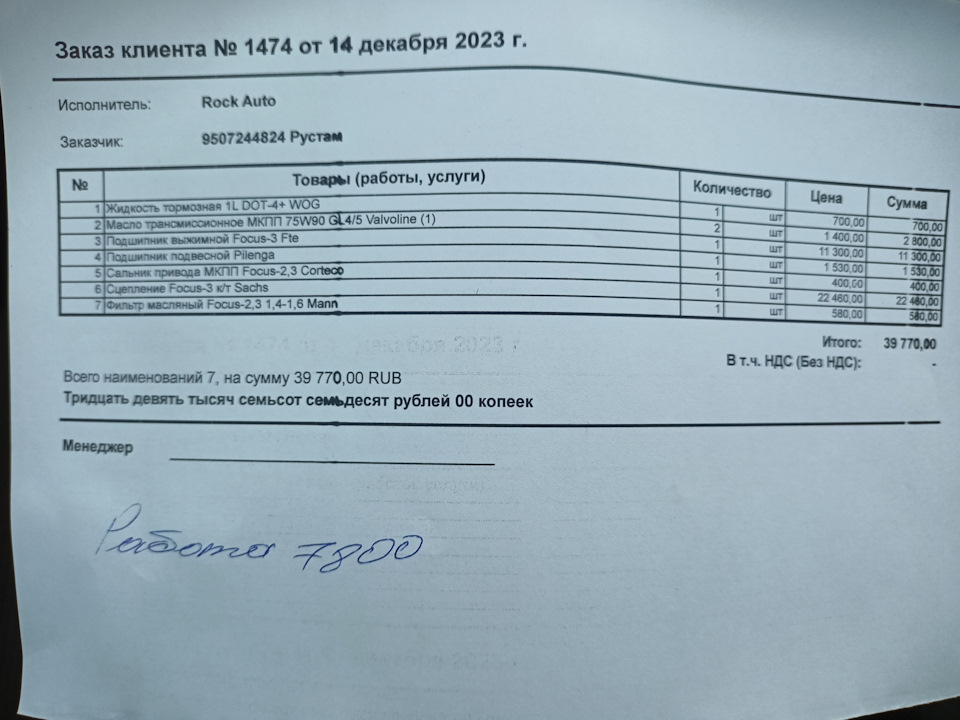 Заказ клиента № 1474 от 14 декабря 2023 г.
Исполнитель: Rock Auto
Заказчик: 9507244824 Рустам
№ Товары (работы, услуги) Количество Цена Сумма
1 Жидкость тормозная 1L DOT-4+ WOG 1 шт 700,00 700,00
2 Масло трансмиссионное МКПП 75W90 GL4/5 Valvoline (1) 2 шт 1 400,00 2 800,00
3 Подшипник выжимной Focus-3 Fte 1 шт 11 300,00 11 300,00
4 Подшипник подвесной Pilenga 1 шт 1 530,00 1 530,00
5 Сальник привода МКПП Focus-2,3 Corteco 1 шт 400,00 400,00
6 Сцепление Focus-3 к/т Sachs 1 шт 22 460,00 22 460,00
7 Фильтр масляный Focus-2,3 1,4-1,6 Mann 1 шт 580,00 580,00
Итого: 39 770,00
В т.ч. НДС (Без НДС): -
Всего наименований 7, на сумму 39 770,00 RUB
Тридцать девять тысяч семьсот семьдесят рублей 00 копеек
Менеджер
Работа 7800